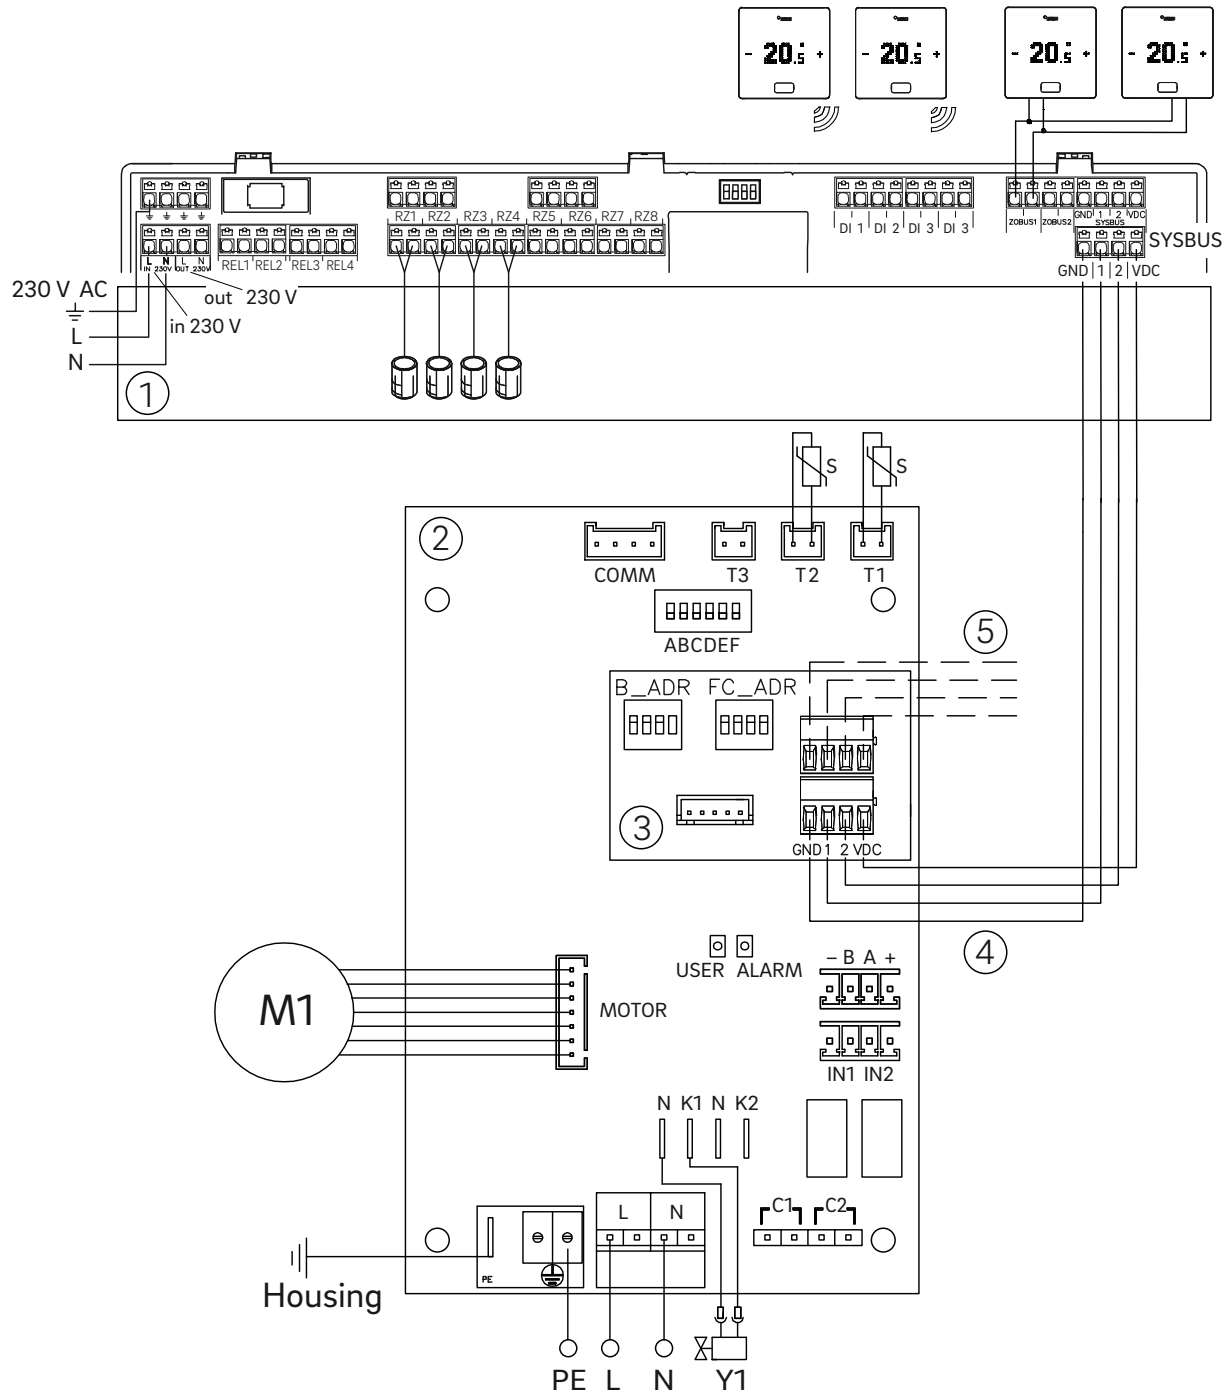 - 20.5 +
- 20.5 +
- 20.5 +
- 20.5 +
RZ1 RZ2 RZ3 RZ4 RZ5 RZ6 RZ7 RZ8
DI 1 DI 2 DI 3 DI 3
ZOBUS1 ZOBUS2
GND 1 2 VDC
SYSBUS
SYSBUS
L N L N
IN 230V OUT 230V
REL1 REL2 REL3 REL4
GND 1 2 VDC
230 V AC
out 230 V
in 230 V
L
N
1
S
S
2
COMM T3 T2 T1
ABCDEF
5
B_ADR FC_ADR
3
GND 1 2 VDC
4
USER ALARM
- B A +
M1
MOTOR
IN1 IN2
N K1 N K2
L N
C1 C2
PE
Housing
PE L N Y1